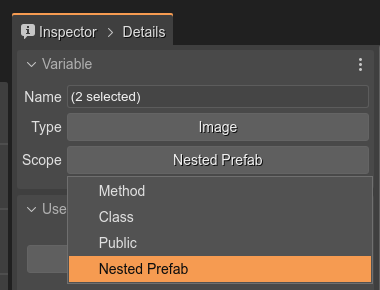 Inspector > Details
Variable
Name (2 selected)
Type Image
Scope Nested Prefab
Method
Use
Class
Public
Nested Prefab